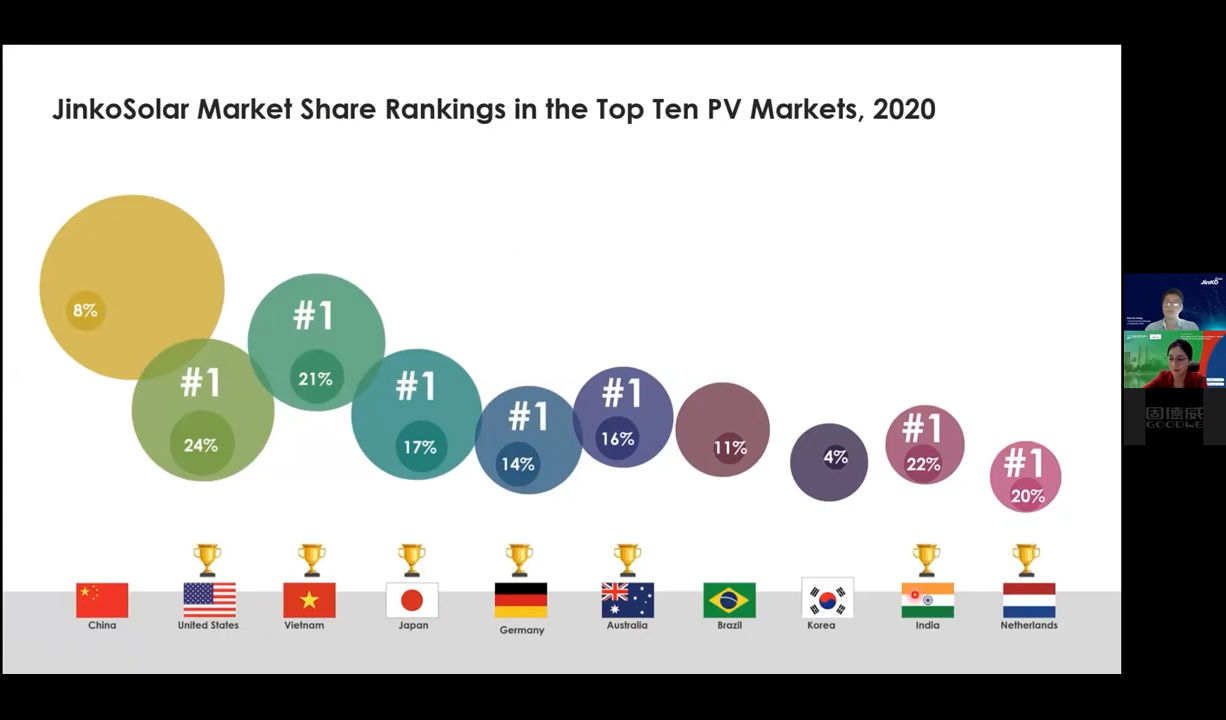 JinkoSolar Market Share Rankings in the Top Ten PV Markets, 2020
8%
#1
24%
#1
21%
#1
17%
#1
14%
#1
16%
11%
4%
#1
22%
#1
20%
China
United States
Vietnam
Japan
Germany
Australia
Brazil
Korea
India
Netherlands
JinKO
固德威
GOODWE